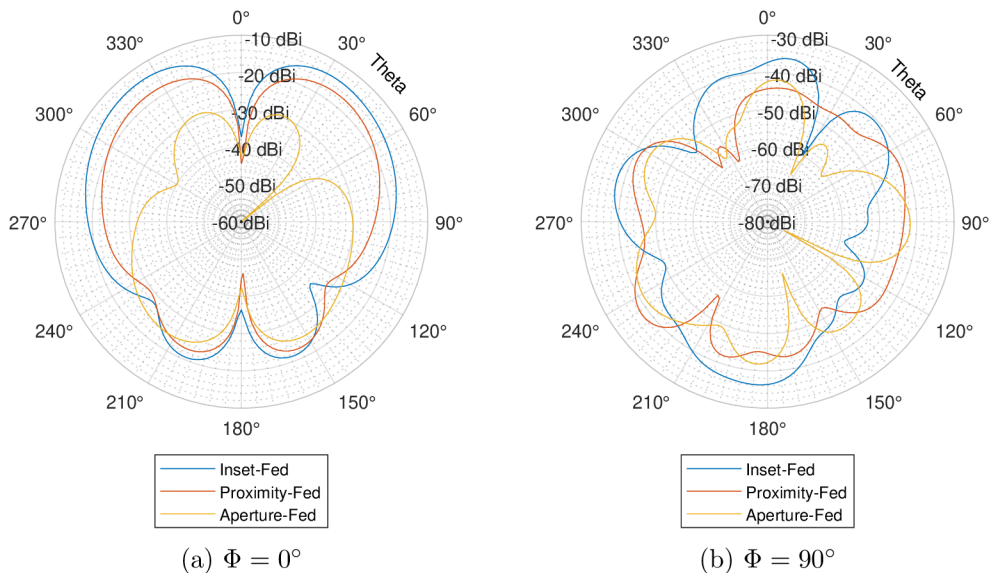 0°
330°
30°
300°
60°
270°
90°
240°
120°
210°
150°
180°
-10 dBi
-20 dBi
-30 dBi
-40 dBi
-50 dBi
-60 dBi
Theta
Inset-Fed
Proximity-Fed
Aperture-Fed
(a) Φ = 0°
0°
330°
30°
300°
60°
270°
90°
240°
120°
210°
150°
180°
-30 dBi
-40 dBi
-50 dBi
-60 dBi
-70 dBi
-80 dBi
Theta
Inset-Fed
Proximity-Fed
Aperture-Fed
(b) Φ = 90°